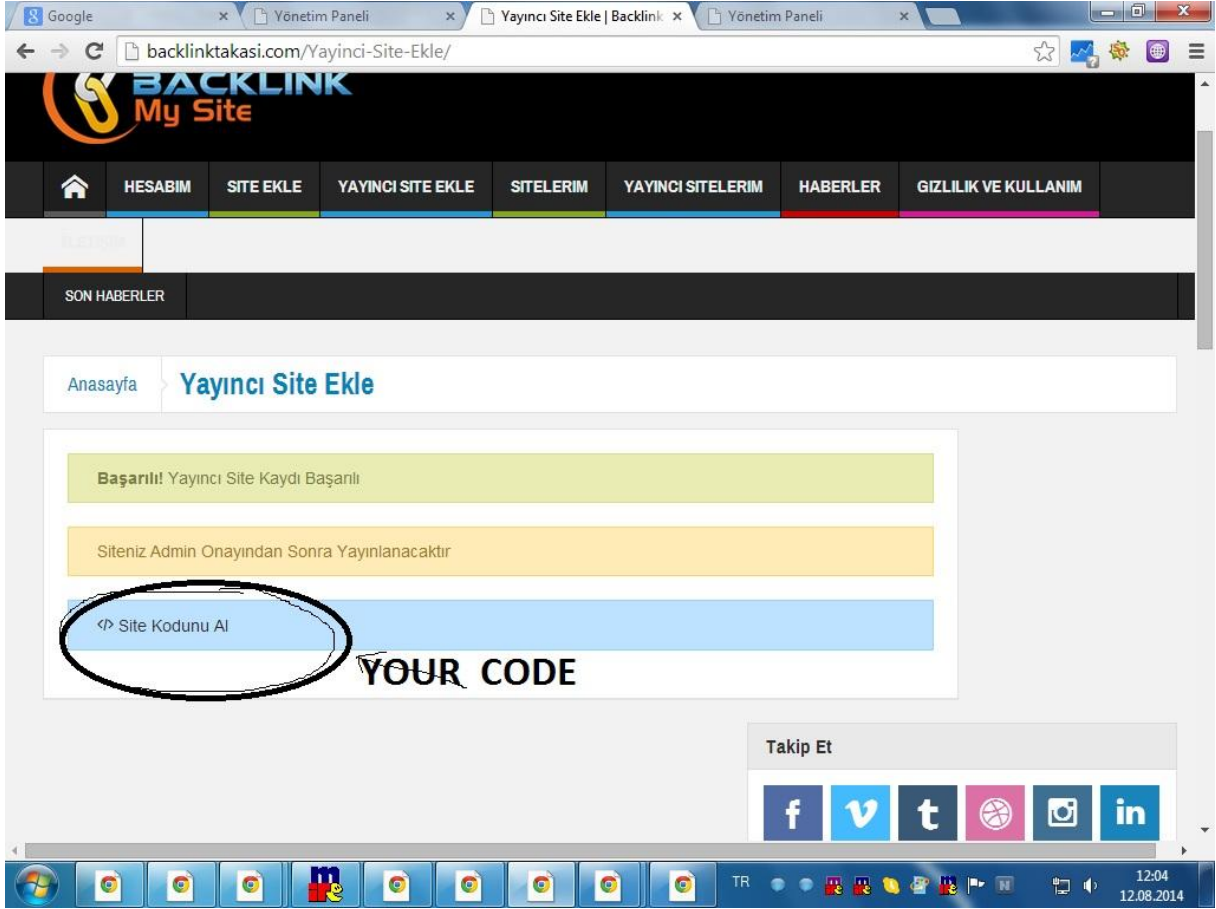 Google
Yönetim Paneli
Yayıncı Site Ekle | Backlink
Yönetim Paneli
backlinktakasi.com/Yayinci-Site-Ekle/
BACKLINK
My Site
HESABIM SITE EKLE YAYINCI SITE EKLE SITELERIM YAYINCI SITELERIM HABERLER GIZLILIK VE KULLANIM
SON HABERLER
Anasayfa Yayıncı Site Ekle
Başarılı! Yayıncı Site Kaydı Başarılı
Siteniz Admin Onayından Sonra Yayınlanacaktır
</> Site Kodunu Al
YOUR CODE
Takip Et
TR
12:04
12.08.2014